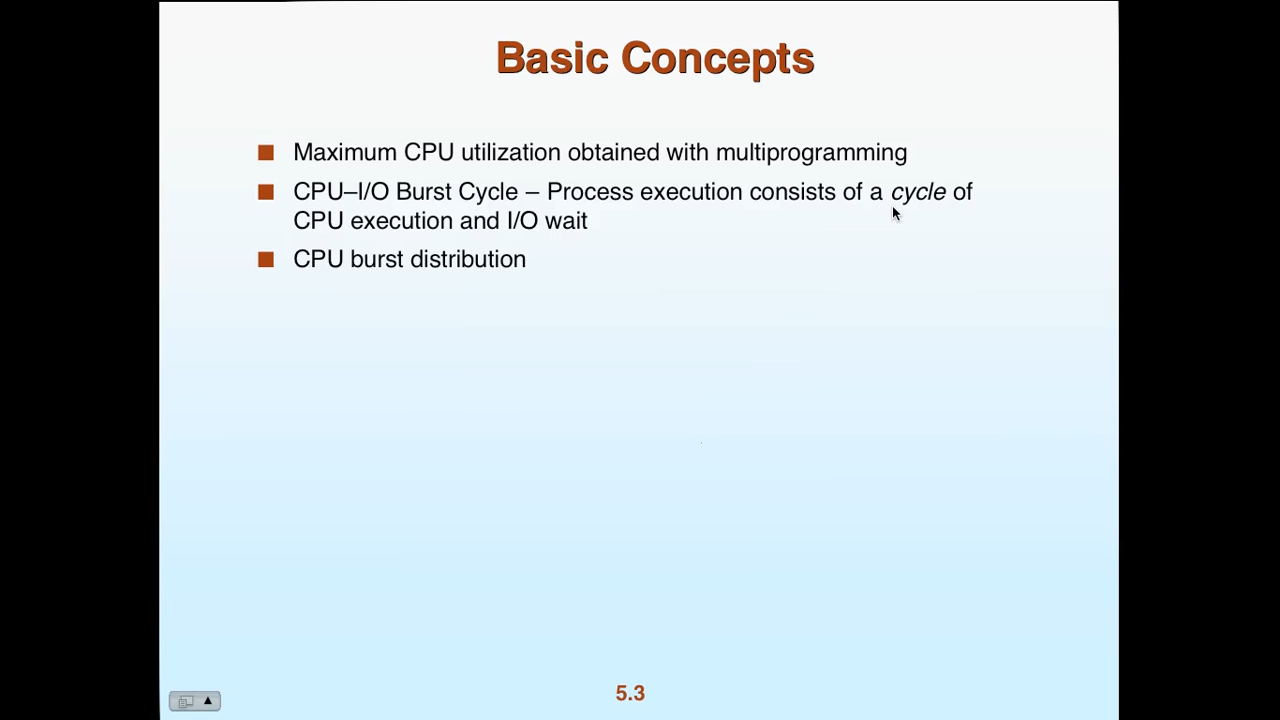 Basic Concepts
Maximum CPU utilization obtained with multiprogramming
CPU–I/O Burst Cycle – Process execution consists of a cycle of
CPU execution and I/O wait
CPU burst distribution
5.3